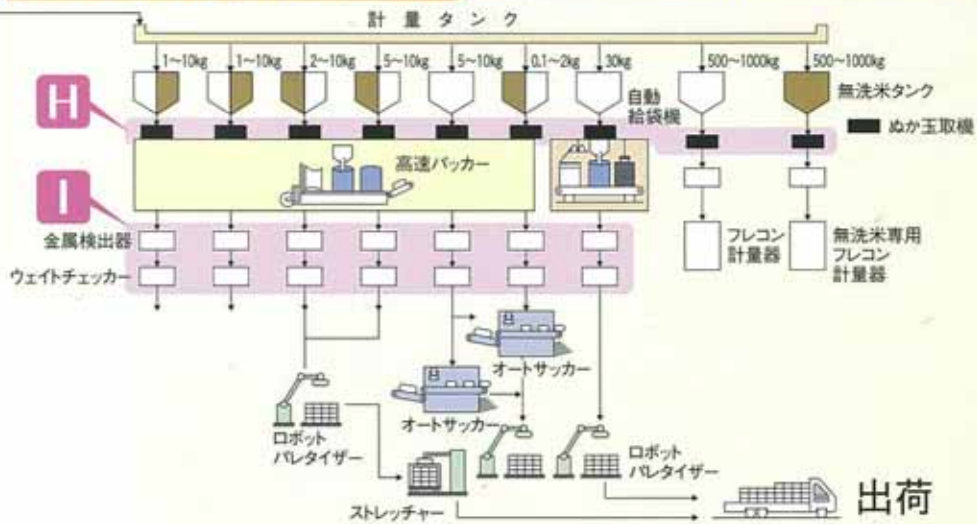 計量タンク
1～10kg
1～10kg
2～10kg
5～10kg
5～10kg
0.1～2kg
30kg
500～1000kg
500～1000kg
無洗米タンク
H
自動
給袋機
ぬか玉取機
高速パッカー
I
金属検出器
ウェイトチェッカー
フレコン
計量器
無洗米専用
フレコン
計量器
オートサッカー
オートサッカー
ロボット
パレタイザー
ロボット
パレタイザー
ストレッチャー
出荷